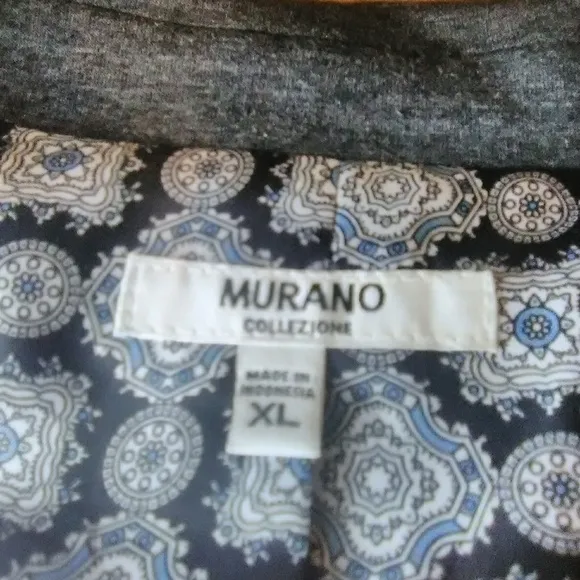 MURANO
COLLEZIONE
MADE IN
INDONESIA
XL